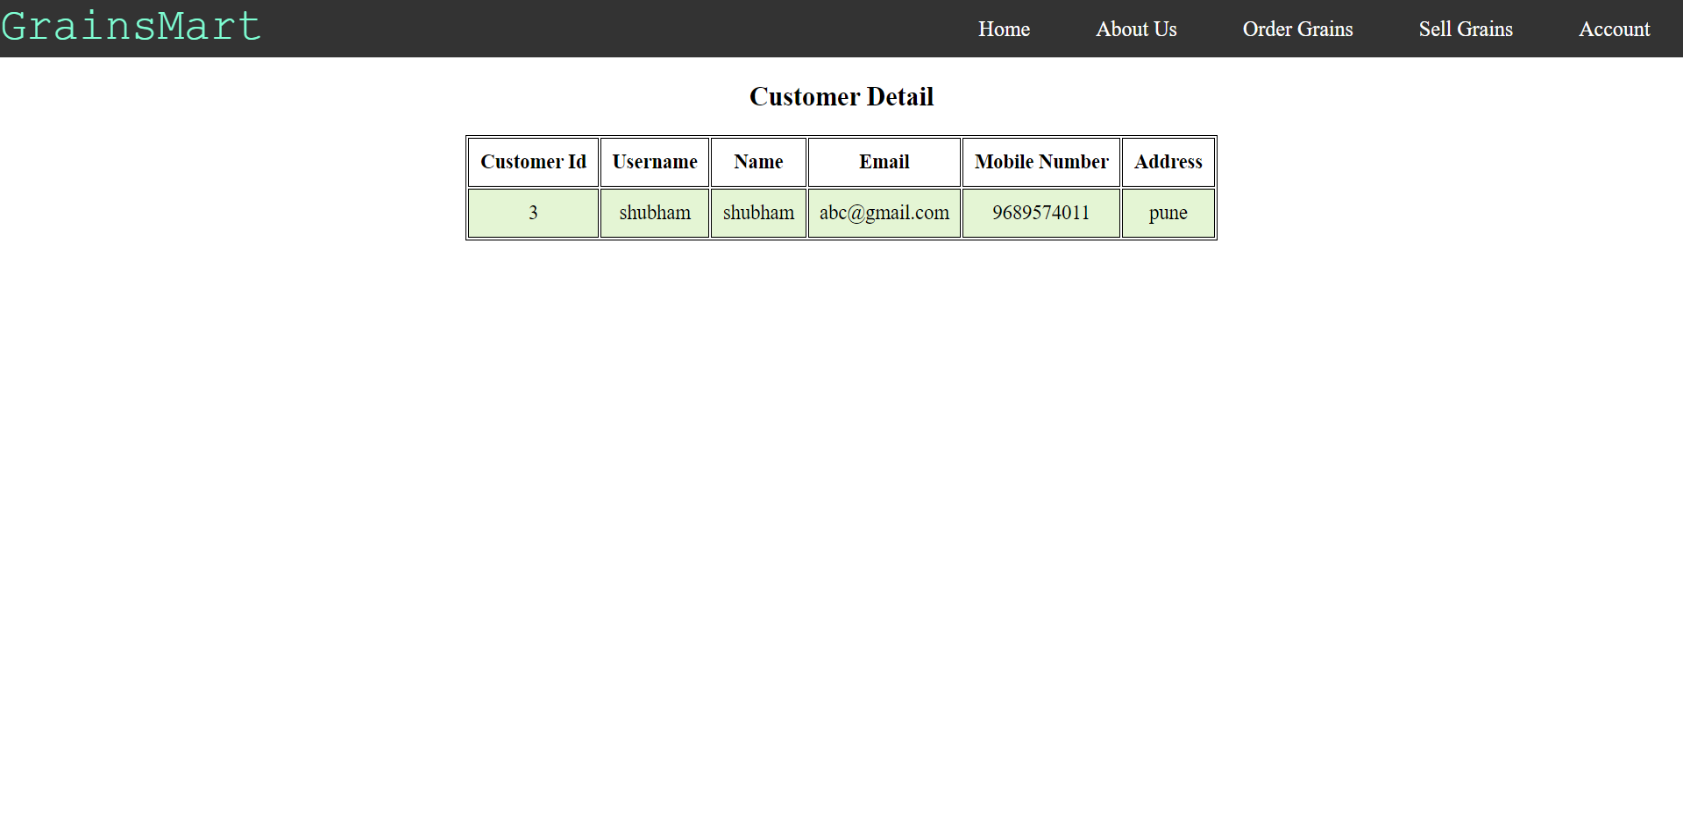 GrainsMart Home About Us Order Grains Sell Grains Account
Customer Detail
Customer Id Username Name Email Mobile Number Address
3 shubham shubham abc@gmail.com 9689574011 pune